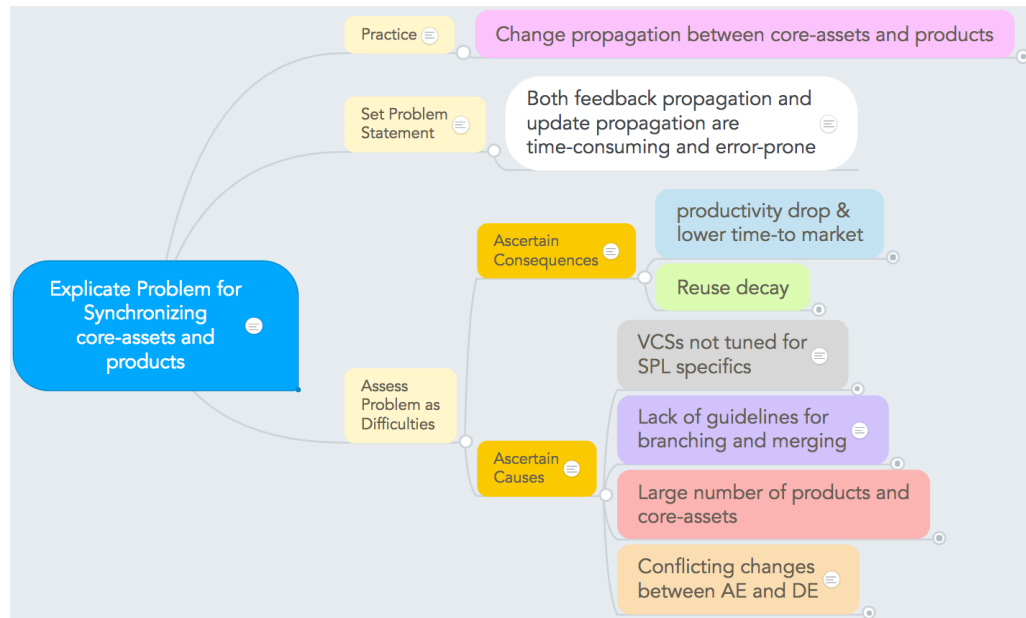 Practice
Change propagation between core-assets and products
Set Problem
Statement
Both feedback propagation and
update propagation are
time-consuming and error-prone
Explicate Problem for
Synchronizing
core-assets and
products
Assess
Problem as
Difficulties
Ascertain
Consequences
productivity drop &
lower time-to market
Reuse decay
Ascertain
Causes
VCSs not tuned for
SPL specifics
Lack of guidelines for
branching and merging
Large number of products and
core-assets
Conflicting changes
between AE and DE